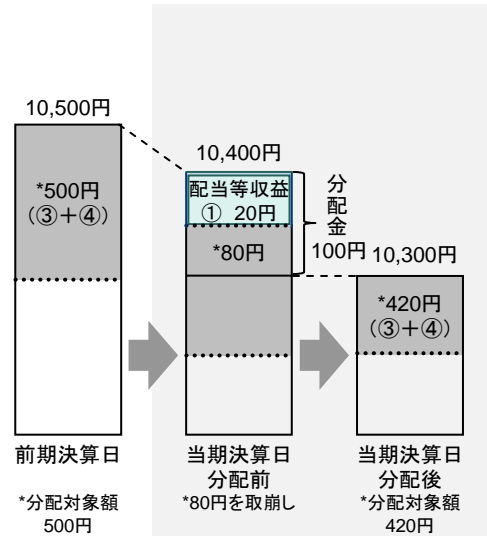 10,500円
*500円
(③+④)
10,400円
配当等収益
① 20円
*80円
分配金
100円
10,300円
*420円
(③+④)
前期決算日
*分配対象額
500円
当期決算日
分配前
*80円を取崩し
当期決算日
分配後
*分配対象額
420円